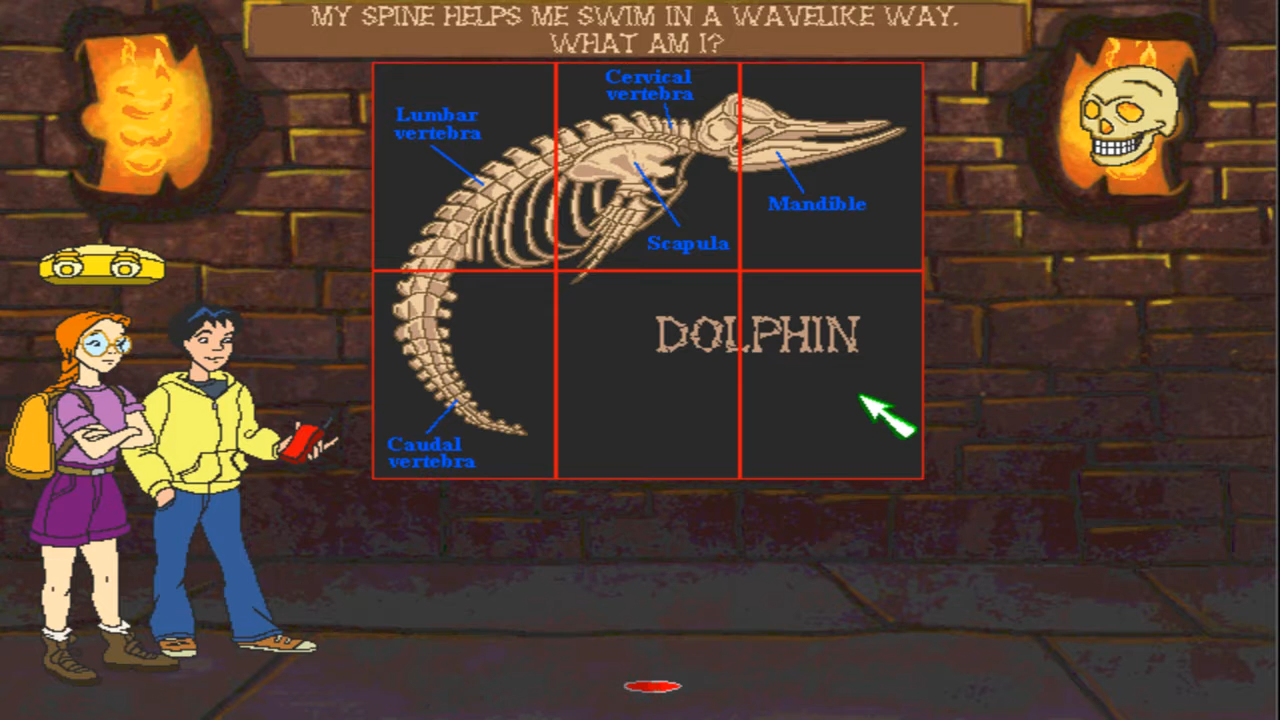 MY SPINE HELPS ME SWIM IN A WAVELIKE WAY.
WHAT AM I?
Cervical
vertebra
Lumbar
vertebra
Mandible
Scapula
DOLPHIN
Caudal
vertebra